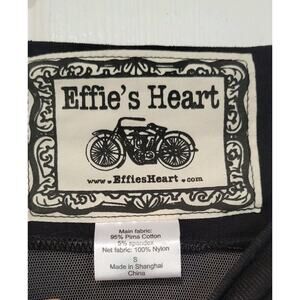 Effie's Heart
www.EffiesHeart.com
Main fabric:
95% Pima Cotton
5% spandex
Net fabric: 100% Nylon
S
Made in Shanghai
China